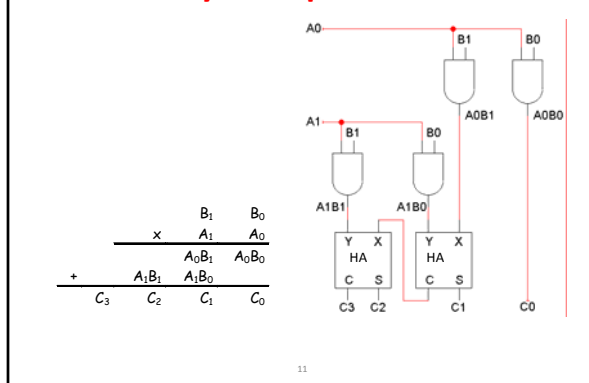 A0
B1 B0
A0B1 A0B0
A1
B1 B0
A1B1 A1B0
B₁ B₀
x A₁ A₀
A₀B₁ A₀B₀
+ A₁B₁ A₁B₀
C₃ C₂ C₁ C₀
Y X Y X
HA HA
C S C S
C3 C2 C1 C0
11